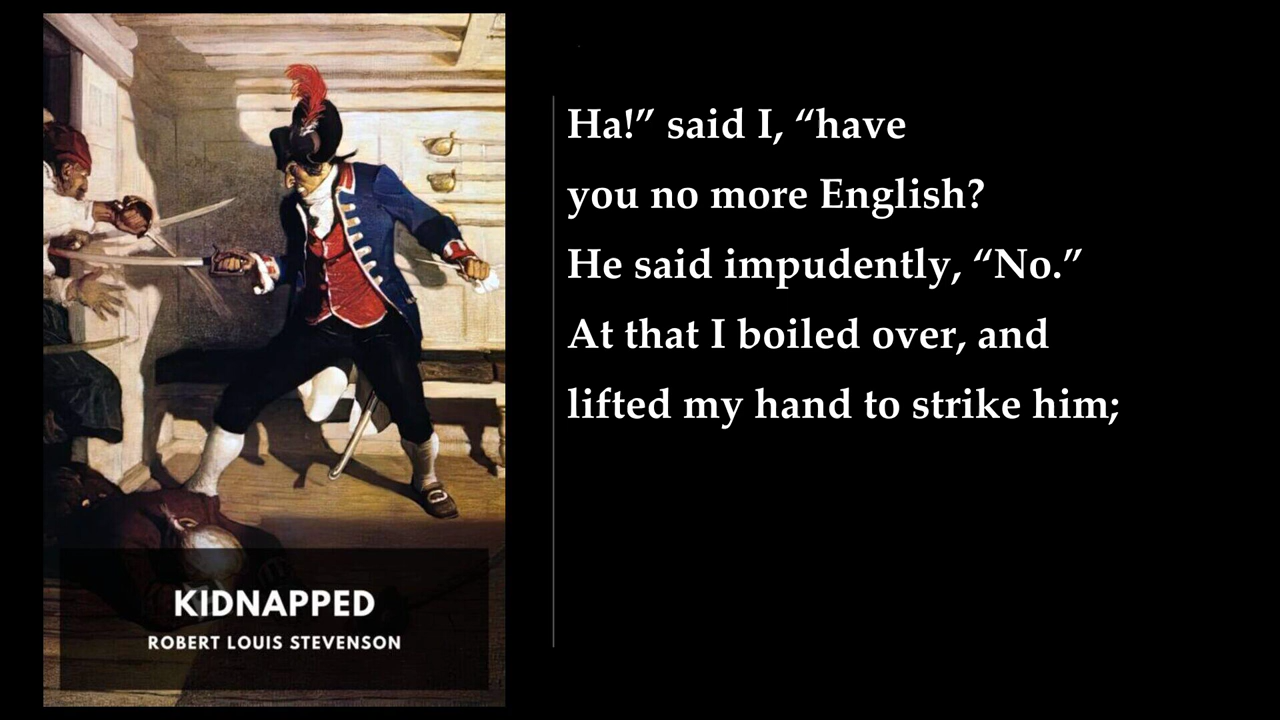 KIDNAPPED
ROBERT LOUIS STEVENSON
Ha!” said I, “have
you no more English?
He said impudently, “No.”
At that I boiled over, and
lifted my hand to strike him;